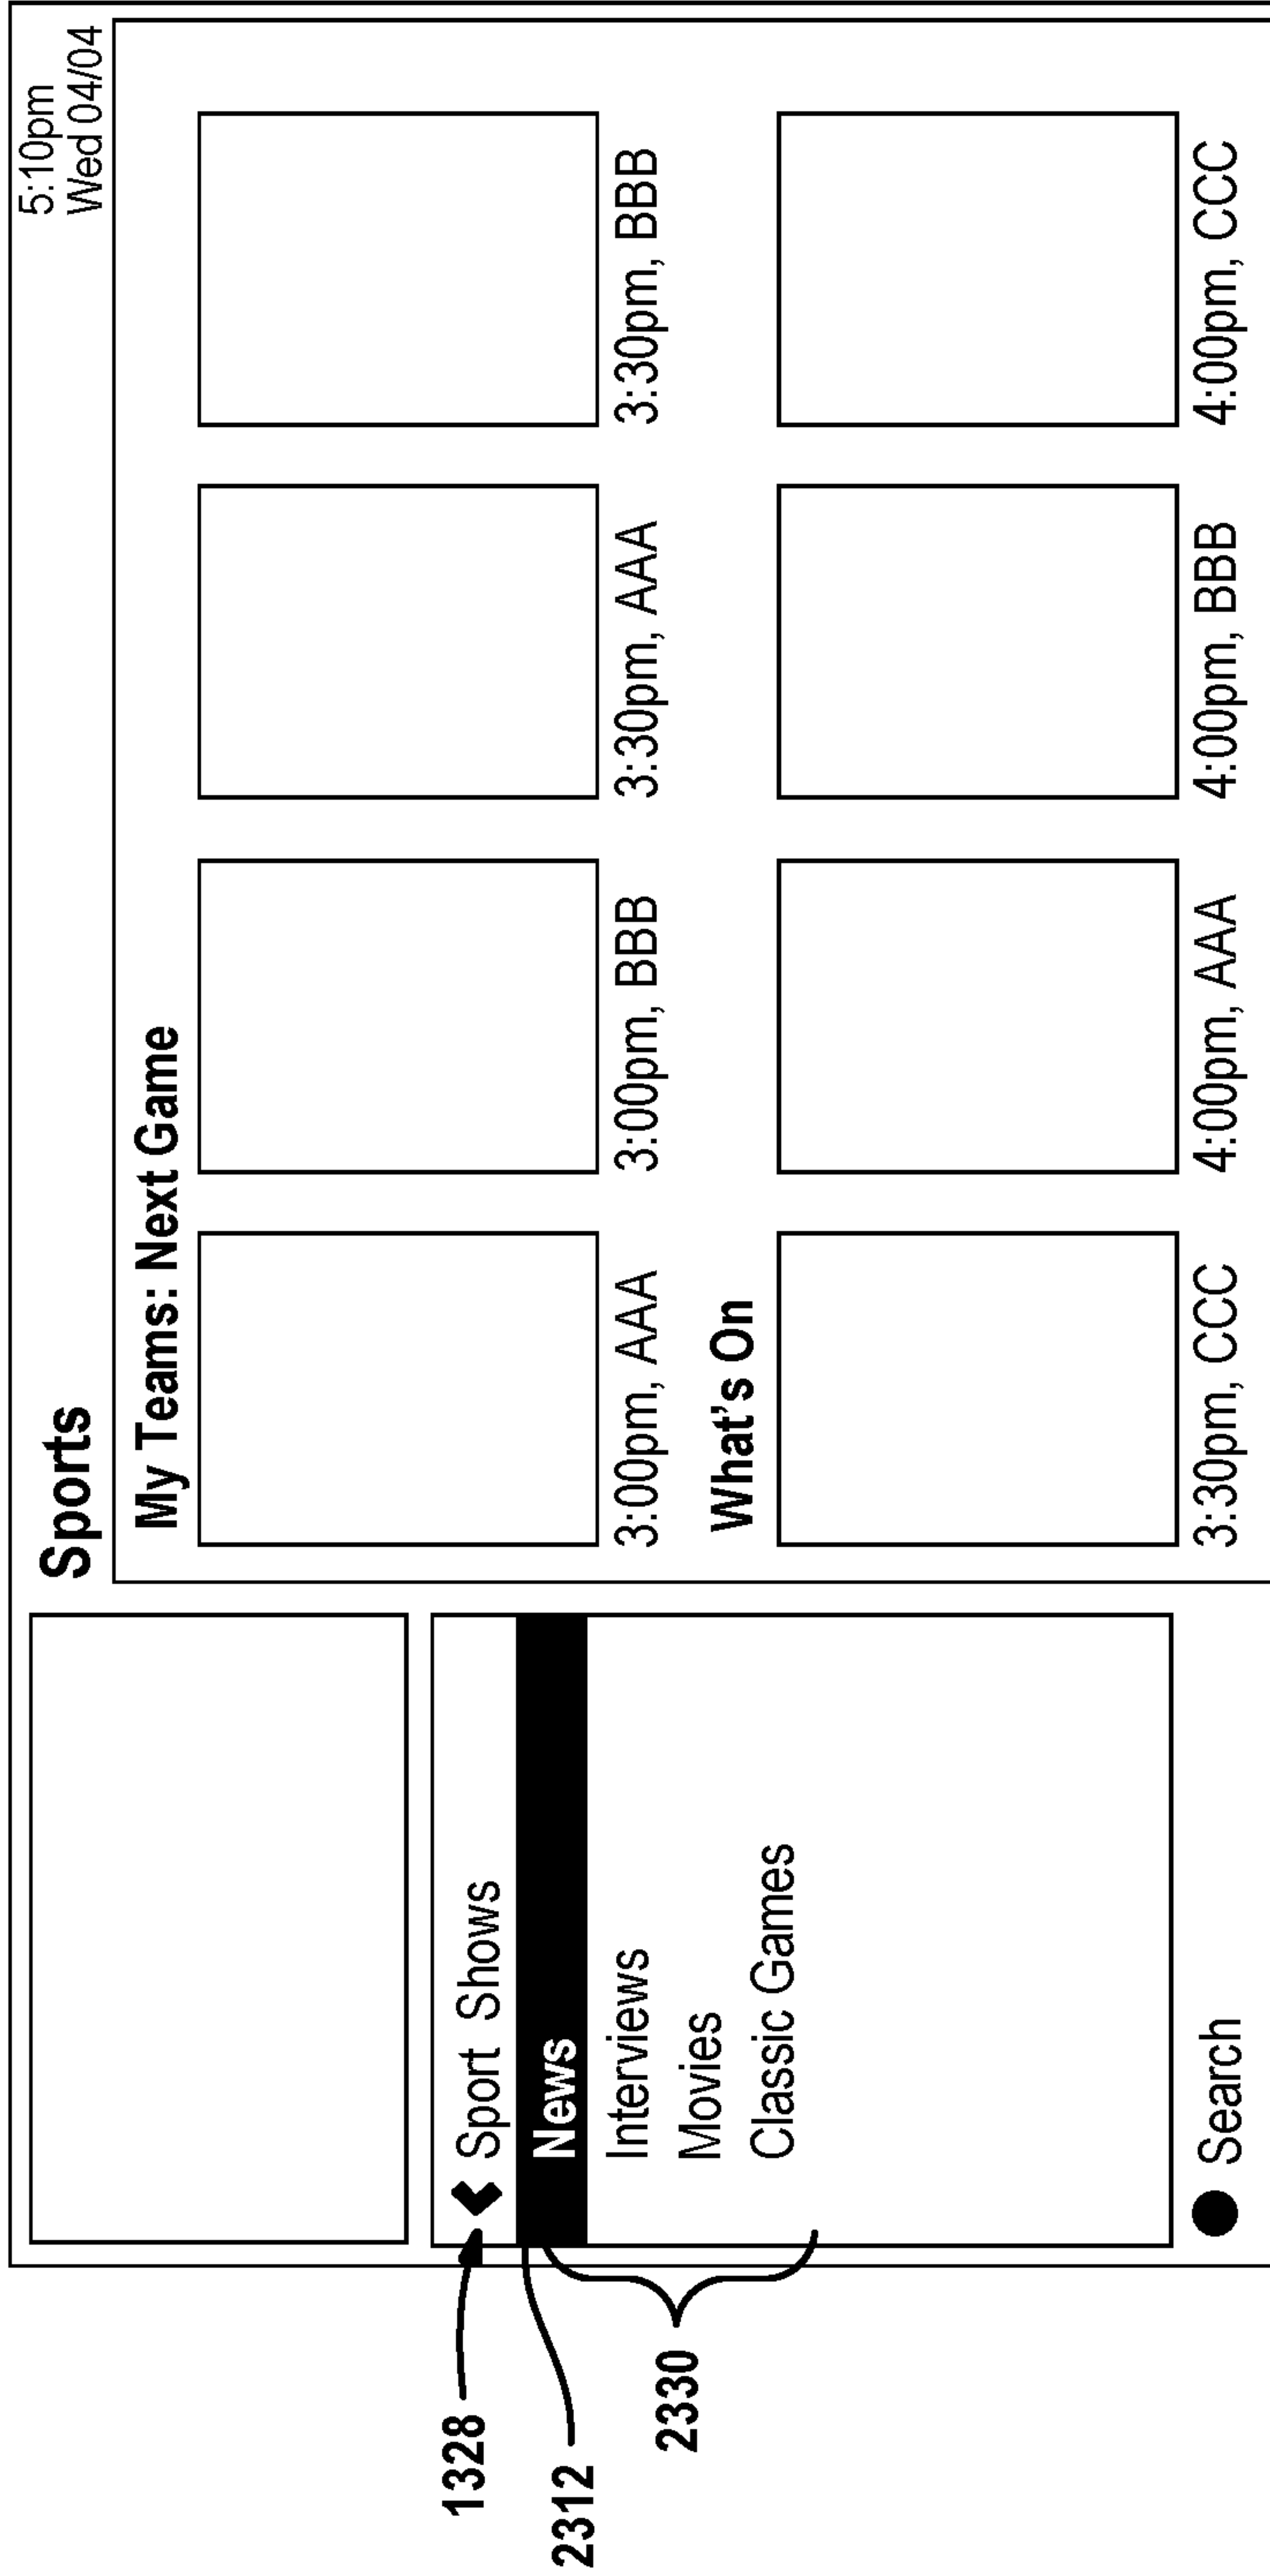 Sports
5:10pm
Wed 04/04
1328
Sport Shows
2312
News
2330
Interviews
Movies
Classic Games
Search
My Teams: Next Game
3:00pm, AAA
3:00pm, BBB
3:30pm, AAA
3:30pm, BBB
What's On
3:30pm, CCC
4:00pm, AAA
4:00pm, BBB
4:00pm, CCC